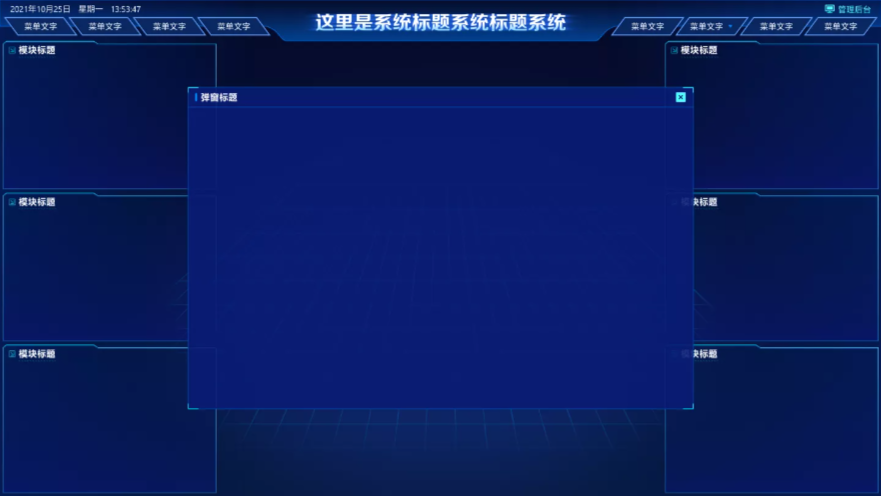 2021年10月25日 星期一 13:53:47
管理后台
菜单文字 菜单文字 菜单文字 菜单文字
这里是系统标题系统标题系统
菜单文字 菜单文字 菜单文字 菜单文字
模块标题
模块标题
弹窗标题
模块标题
块标题
模块标题
块标题